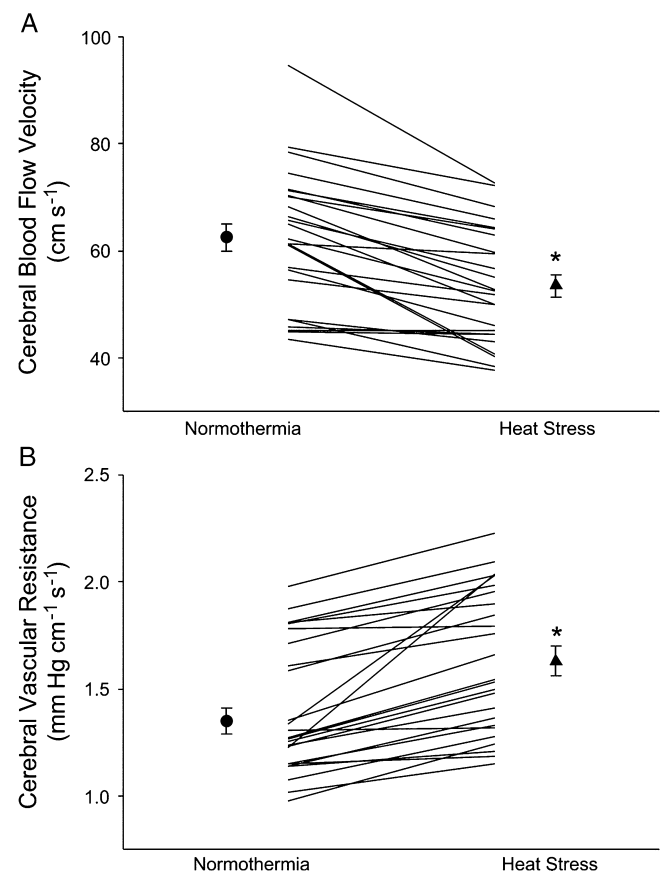 A
Cerebral Blood Flow Velocity
(cm s⁻¹)
100
80
60
40
*
Normothermia
Heat Stress
B
Cerebral Vascular Resistance
(mm Hg cm⁻¹ s⁻¹)
2.5
2.0
1.5
1.0
*
Normothermia
Heat Stress